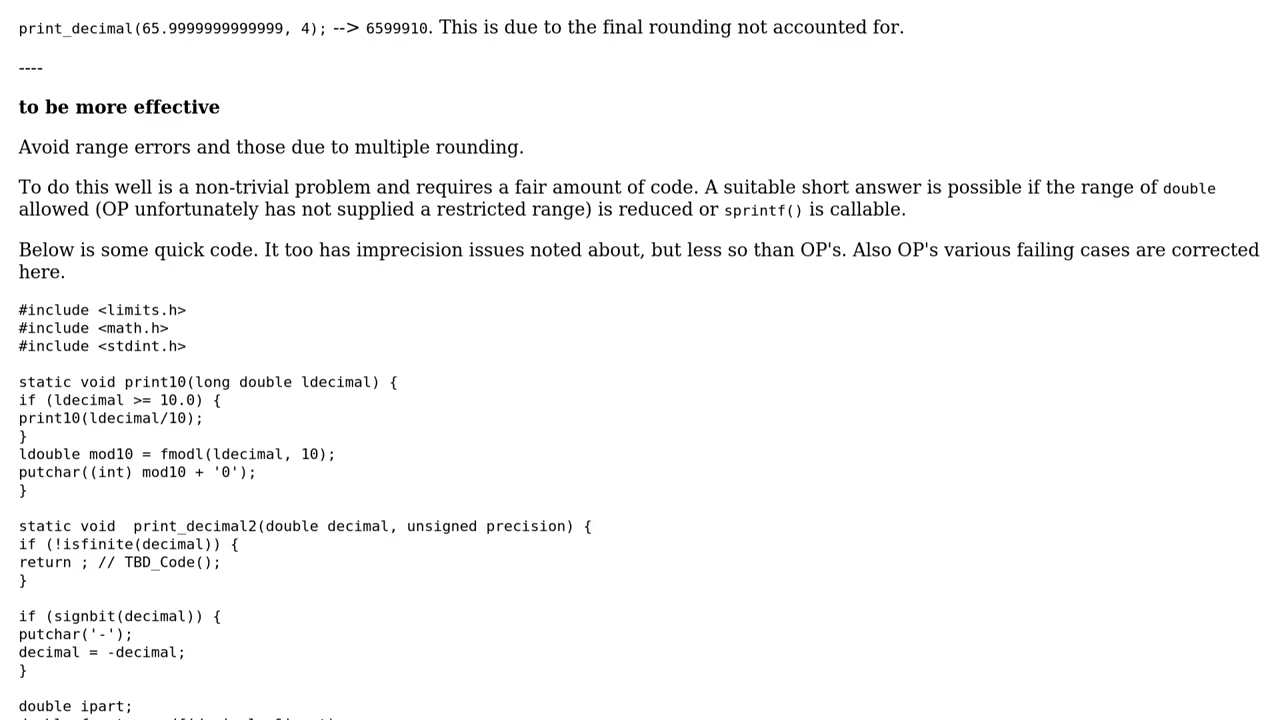 print_decimal(65.9999999999999, 4); --> 6599910. This is due to the final rounding not accounted for.
----
to be more effective
Avoid range errors and those due to multiple rounding.
To do this well is a non-trivial problem and requires a fair amount of code. A suitable short answer is possible if the range of double
allowed (OP unfortunately has not supplied a restricted range) is reduced or sprintf() is callable.
Below is some quick code. It too has imprecision issues noted about, but less so than OP's. Also OP's various failing cases are corrected
here.
#include <limits.h>
#include <math.h>
#include <stdint.h>
static void print10(long double ldecimal) {
if (ldecimal >= 10.0) {
print10(ldecimal/10);
}
ldouble mod10 = fmodl(ldecimal, 10);
putchar((int) mod10 + '0');
}
static void  print_decimal2(double decimal, unsigned precision) {
if (!isfinite(decimal)) {
return ; // TBD_Code();
}
if (signbit(decimal)) {
putchar('-');
decimal = -decimal;
}
double ipart;